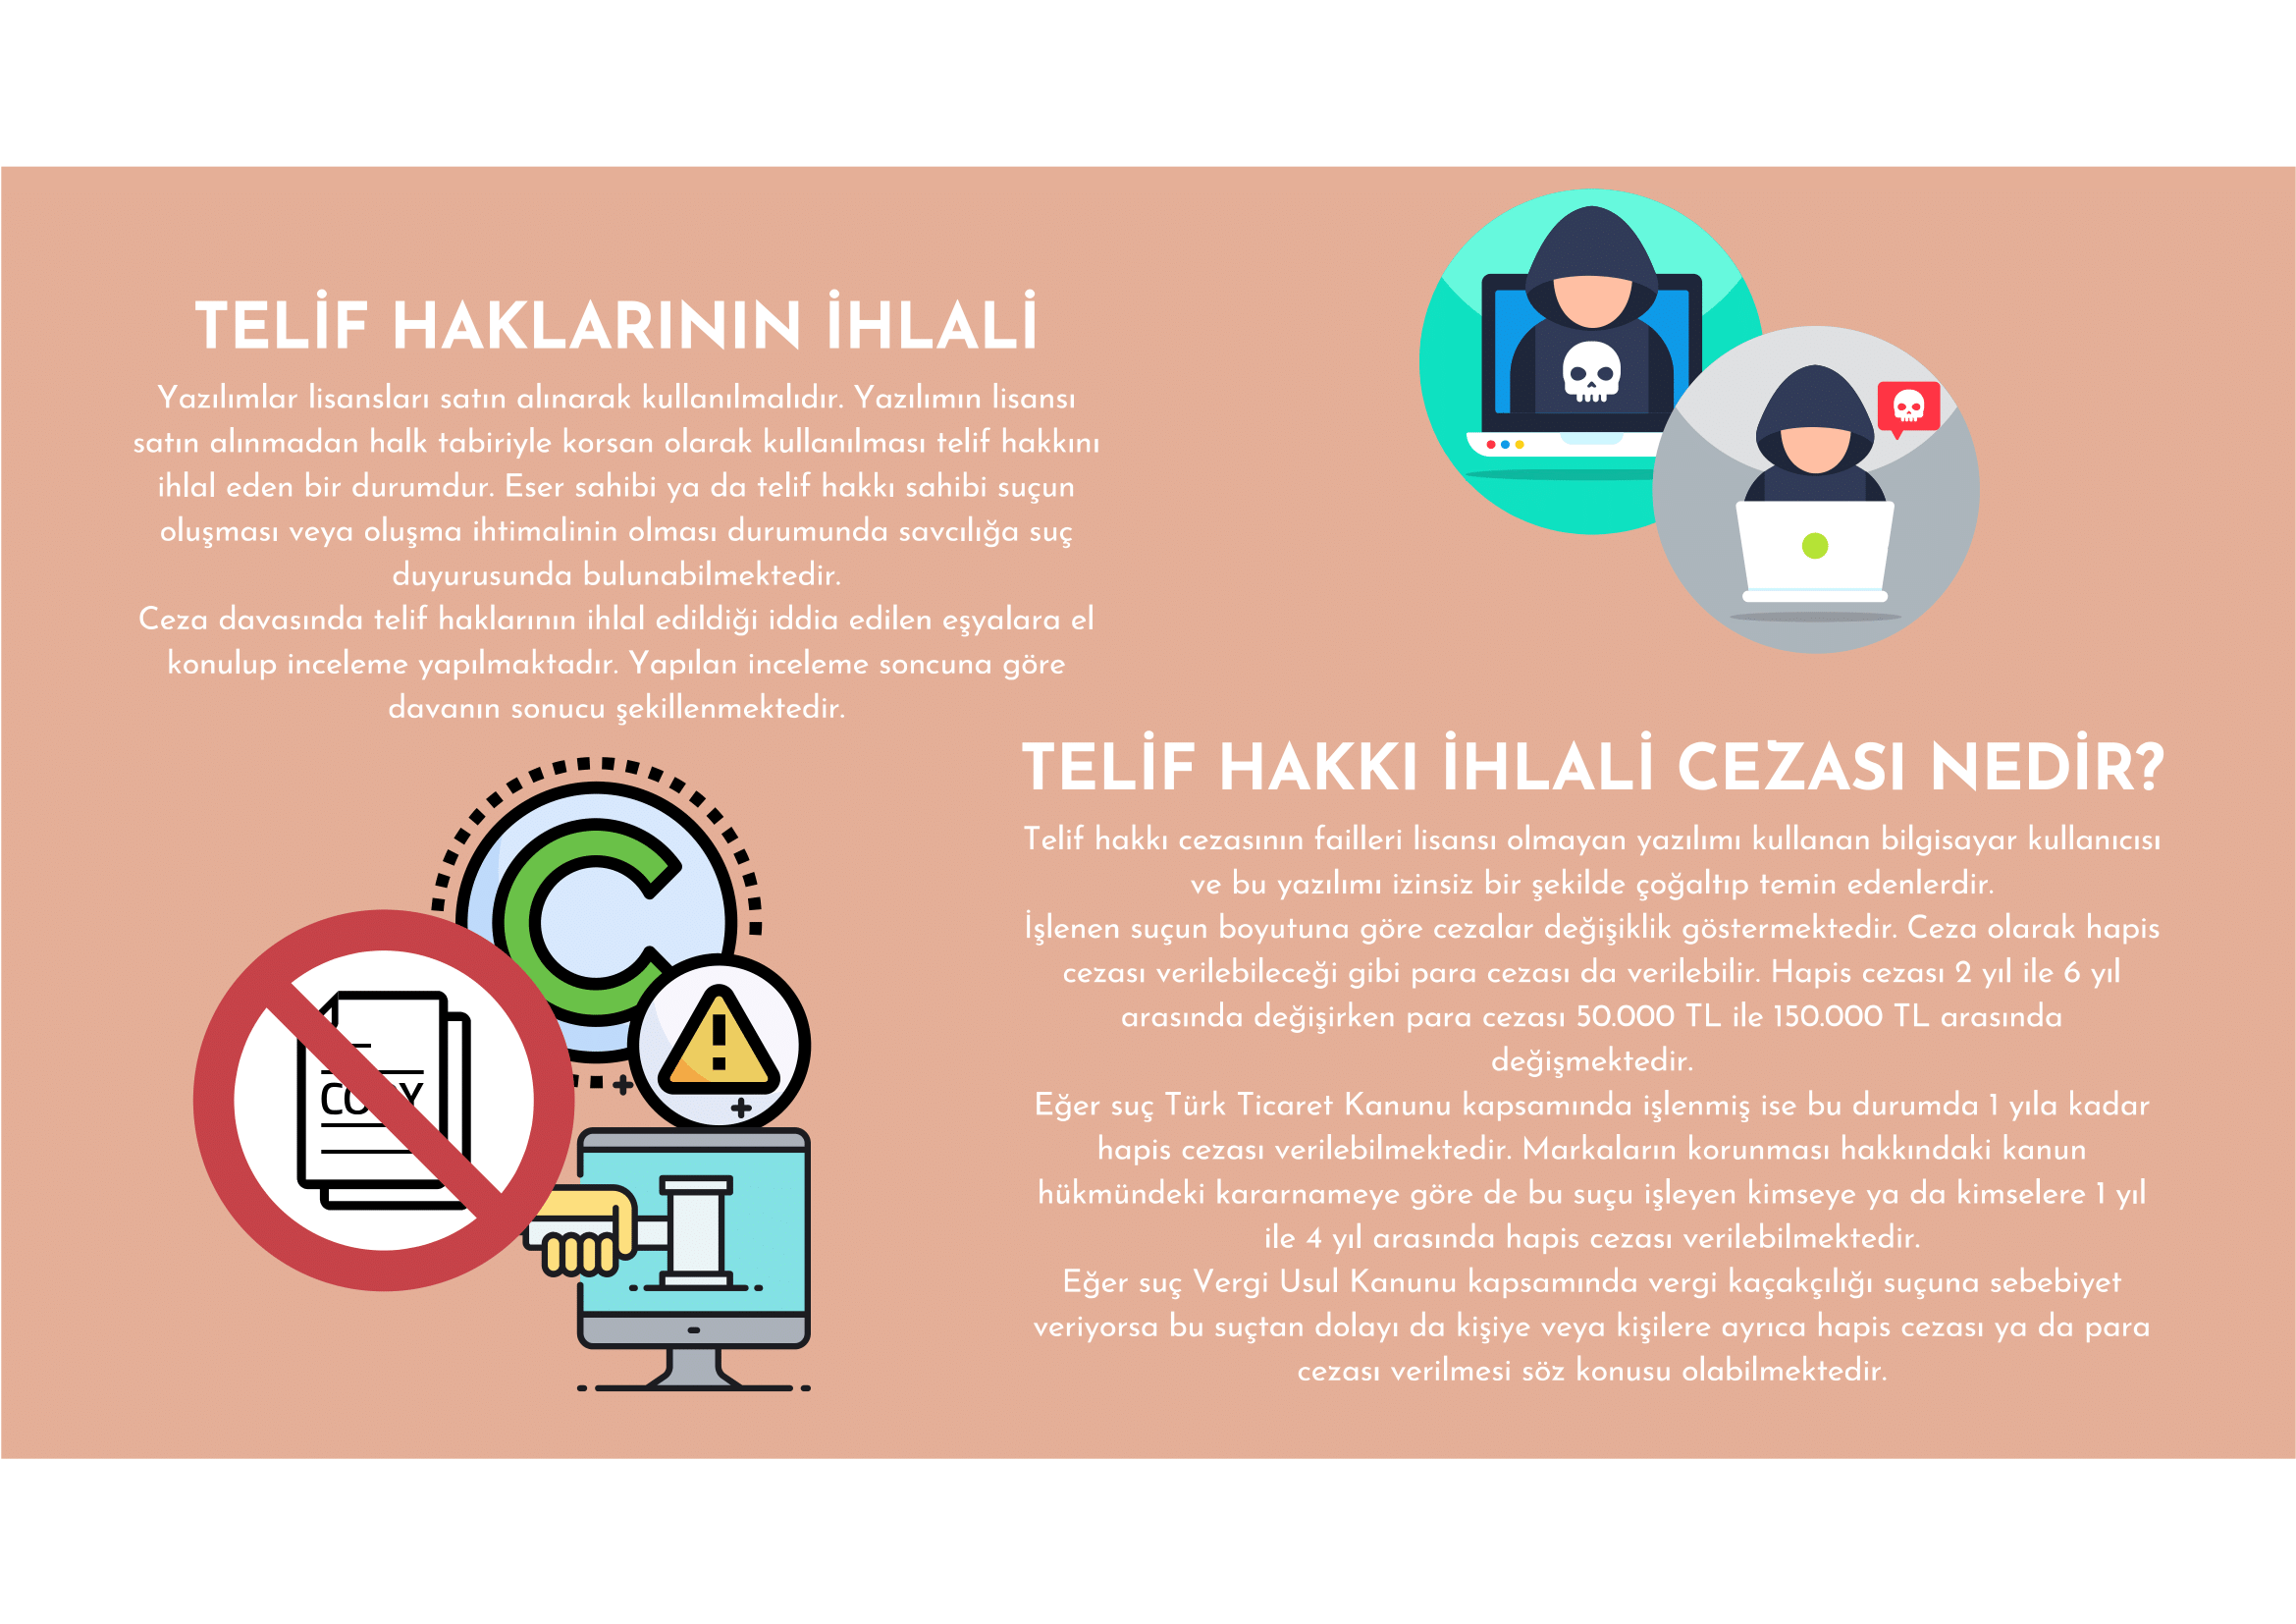 TELİF HAKLARININ İHLALİ
Yazılımlar lisansları satın alınarak kullanılmalıdır. Yazılımın lisansı
satın alınmadan halk tabiriyle korsan olarak kullanılması telif hakkını
ihlal eden bir durumdur. Eser sahibi ya da telif hakkı sahibi suçun
oluşması veya oluşma ihtimalinin olması durumunda savcılığa suç
duyurusunda bulunabilmektedir.
Ceza davasında telif haklarının ihlal edildiği iddia edilen eşyalara el
konulup inceleme yapılmaktadır. Yapılan inceleme soncuna göre
davanın sonucu şekillenmektedir.
COPY
TELİF HAKKI İHLALİ CEZASI NEDİR?
Telif hakkı cezasının failleri lisansı olmayan yazılımı kullanan bilgisayar kullanıcısı
ve bu yazılımı izinsiz bir şekilde çoğaltıp temin edenlerdir.
İşlenen suçun boyutuna göre cezalar değişiklik göstermektedir. Ceza olarak hapis
cezası verilebileceği gibi para cezası da verilebilir. Hapis cezası 2 yıl ile 6 yıl
arasında değişirken para cezası 50.000 TL ile 150.000 TL arasında
değişmektedir.
Eğer suç Türk Ticaret Kanunu kapsamında işlenmiş ise bu durumda 1 yıla kadar
hapis cezası verilebilmektedir. Markaların korunması hakkındaki kanun
hükmündeki kararnameye göre de bu suçu işleyen kimseye ya da kimselere 1 yıl
ile 4 yıl arasında hapis cezası verilebilmektedir.
Eğer suç Vergi Usul Kanunu kapsamında vergi kaçakçılığı suçuna sebebiyet
veriyorsa bu suçtan dolayı da kişiye veya kişilere ayrıca hapis cezası ya da para
cezası verilmesi söz konusu olabilmektedir.